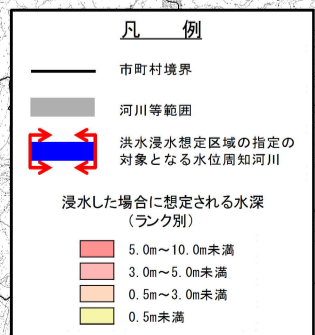 凡　例
市町村境界
河川等範囲
洪水浸水想定区域の指定の
対象となる水位周知河川
浸水した場合に想定される水深
(ランク別)
5.0m～10.0m未満
3.0m～5.0m未満
0.5m～3.0m未満
0.5m未満